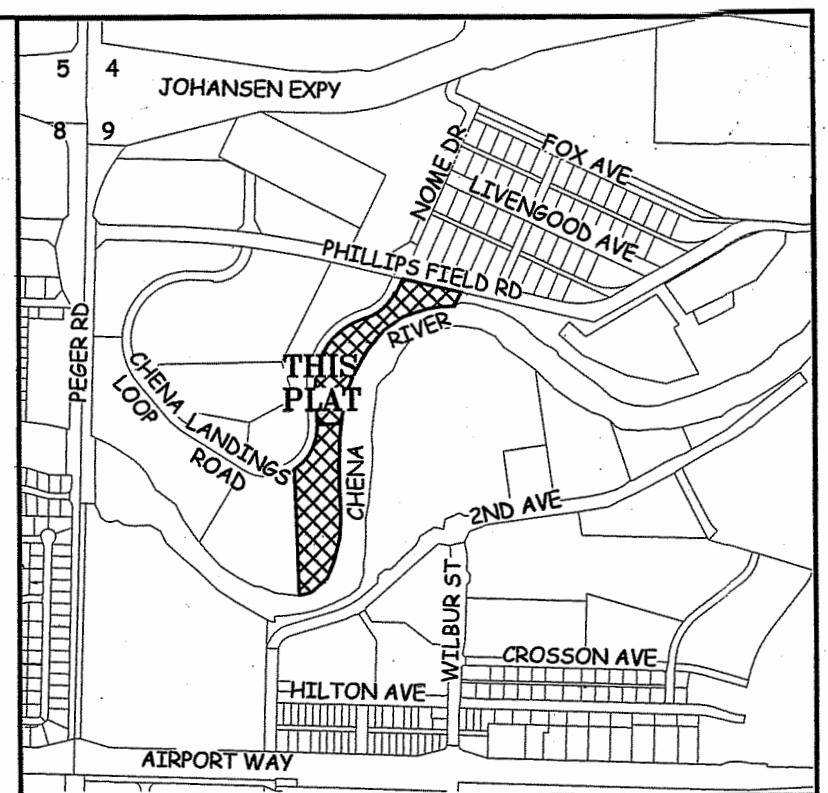 5 4
JOHANSEN EXPY
8 9
FOX AVE
NOME DR
LIVENGOOD AVE
PHILLIPS FIELD RD
RIVER
PEGER RD
THIS
PLAT
CHENA LANDINGS
LOOP
ROAD
CHENA
2ND AVE
WILBUR ST
CROSSON AVE
HILTON AVE
AIRPORT WAY